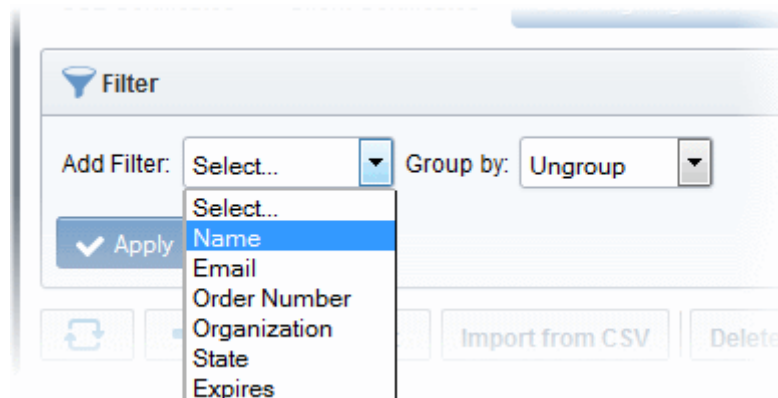 Filter
Add Filter: Select... Group by: Ungroup
Select...
Apply Name
Email
Order Number
Organization
Import from CSV Delete
State
Expires